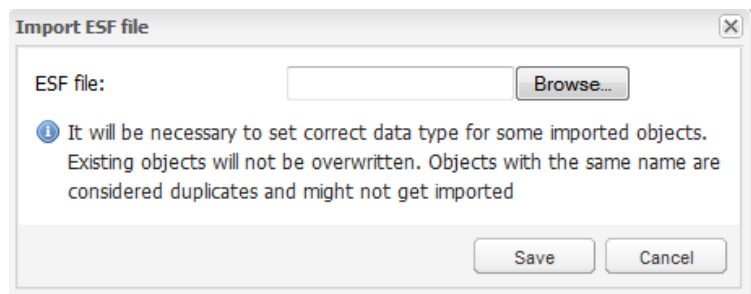 Import ESF file
ESF file:
Browse...
It will be necessary to set correct data type for some imported objects.
Existing objects will not be overwritten. Objects with the same name are
considered duplicates and might not get imported
Save
Cancel